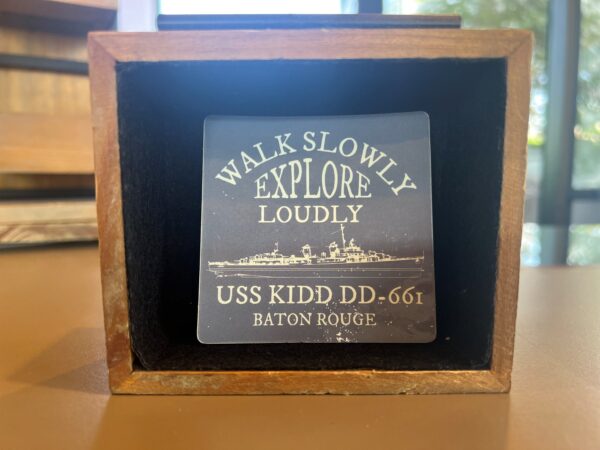 WALK SLOWLY
EXPLORE
LOUDLY
USS KIDD DD-661
BATON ROUGE